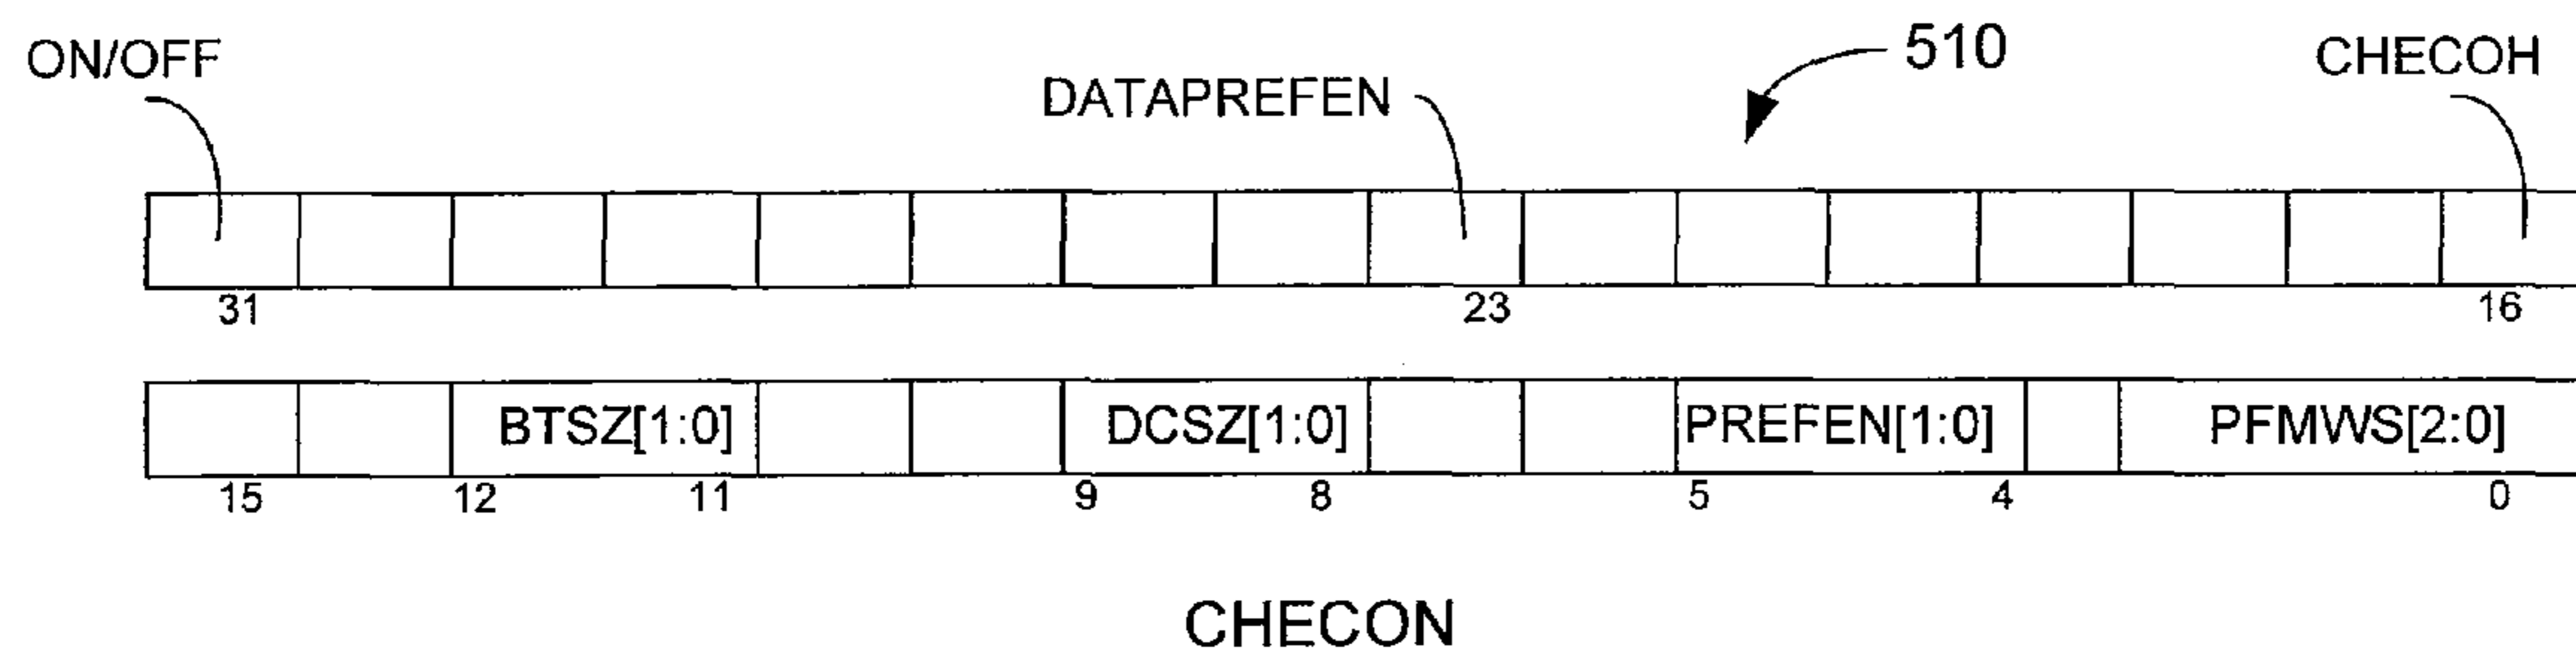 ON/OFF
DATAPREFEN
510
CHECOH
31 23 16
BTSZ[1:0] DCSZ[1:0] PREFEN[1:0] PFMWS[2:0]
15 12 11 9 8 5 4 0
CHECON